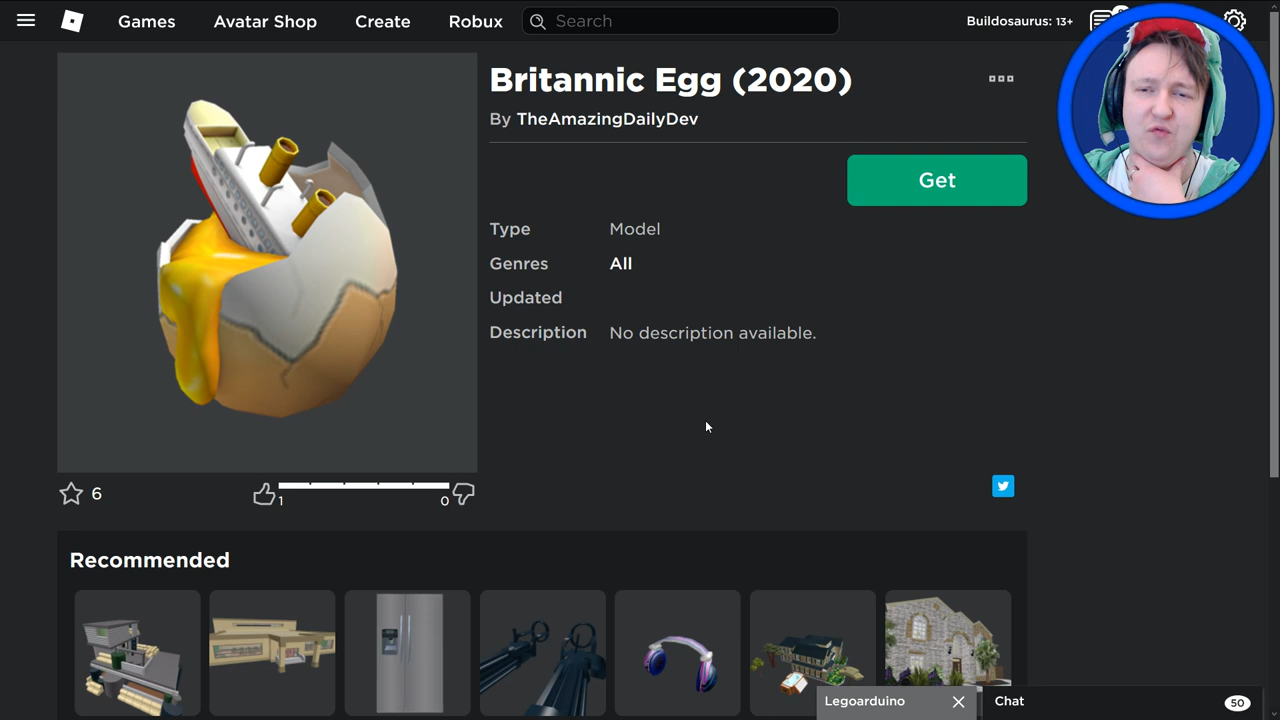 Games Avatar Shop Create Robux Search Buildosaurus: 13+
Britannic Egg (2020)
By TheAmazingDailyDev
Get
Type Model
Genres All
Updated
Description No description available.
6 1 0
Recommended
Legoarduino Chat 50